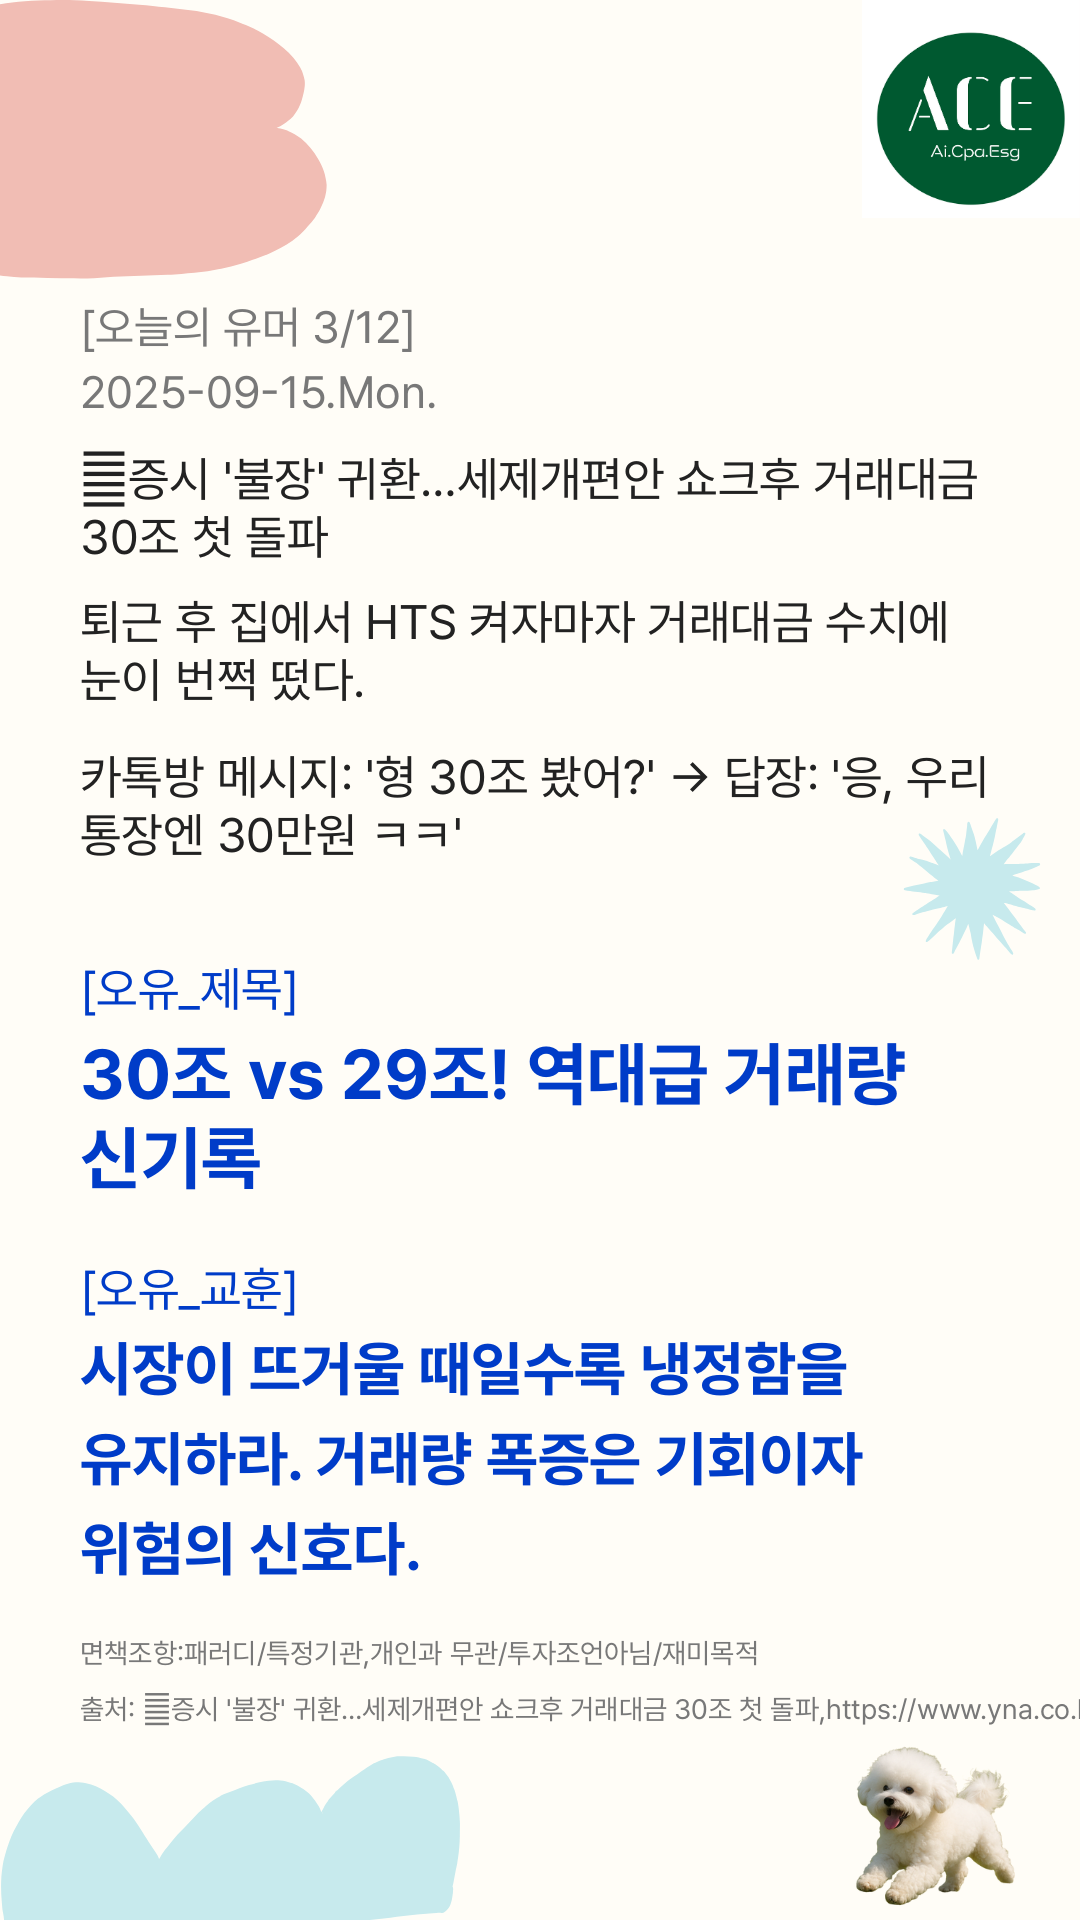 ACE
Ai.Cpa.Esg
[오늘의 유머 3/12]
2025-09-15.Mon.
䷀증시 '불장' 귀환…세제개편안 쇼크후 거래대금
30조 첫 돌파
퇴근 후 집에서 HTS 켜자마자 거래대금 수치에
눈이 번쩍 떴다.
카톡방 메시지: '형 30조 봤어?' → 답장: '응, 우리
통장엔 30만원 ㅋㅋ'
[오유_제목]
30조 vs 29조! 역대급 거래량
신기록
[오유_교훈]
시장이 뜨거울 때일수록 냉정함을
유지하라. 거래량 폭증은 기회이자
위험의 신호다.
면책조항:패러디/특정기관,개인과 무관/투자조언아님/재미목적
출처: ䷀증시 '불장' 귀환…세제개편안 쇼크후 거래대금 30조 첫 돌파,https://www.yna.co.k